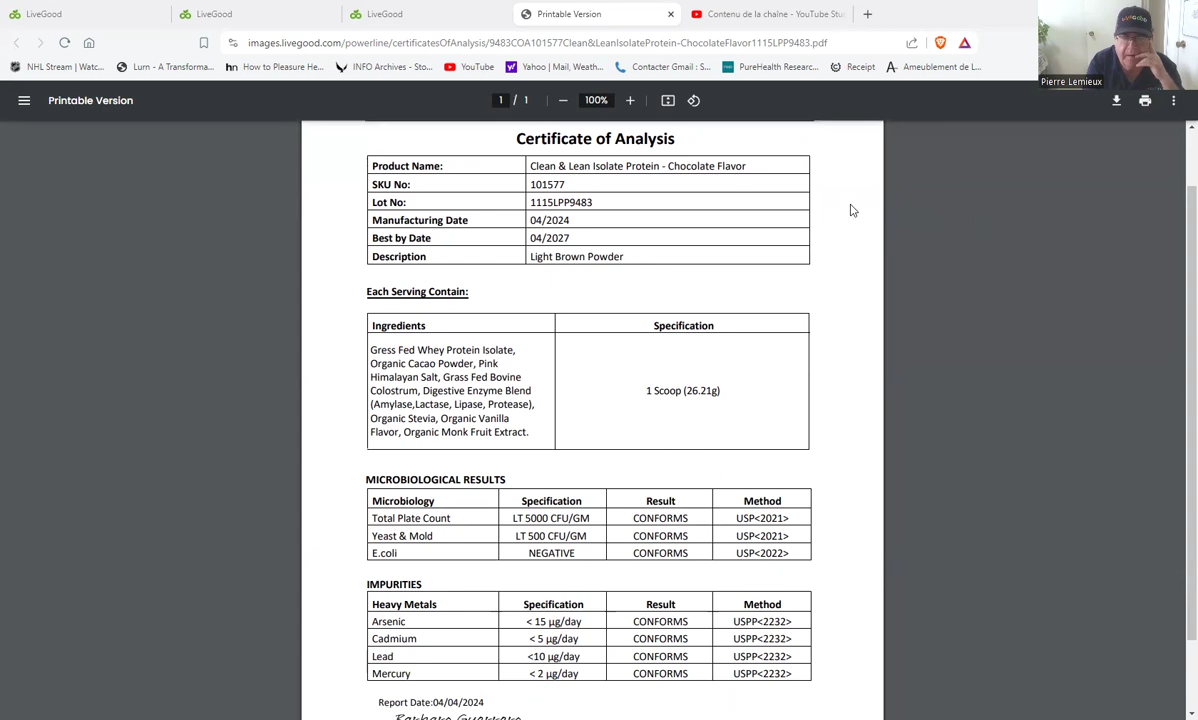 LiveGood
LiveGood
LiveGood
Printable Version
Contenu de la chaîne - YouTube Stu
images.livegood.com/powerline/certificatesOfAnalysis/9483COA101577Clean&LeanIsolateProtein-ChocolateFlavor1115LPP9483.pdf
NHL Stream | Watc...
Lurn - A Transforma...
hn How to Pleasure He...
INFO Archives - Sto...
YouTube
Yahoo | Mail, Weath...
Contacter Gmail : S...
PureHealth Researc...
Receipt
Ameublement de L...
LIVEGOOD
Pierre Lemieux
Printable Version
1 / 1
100%
Certificate of Analysis
Product Name: Clean & Lean Isolate Protein - Chocolate Flavor
SKU No: 101577
Lot No: 1115LPP9483
Manufacturing Date 04/2024
Best by Date 04/2027
Description Light Brown Powder
Each Serving Contain:
Ingredients Specification
Gress Fed Whey Protein Isolate,
Organic Cacao Powder, Pink
Himalayan Salt, Grass Fed Bovine
Colostrum, Digestive Enzyme Blend
(Amylase,Lactase, Lipase, Protease),
Organic Stevia, Organic Vanilla
Flavor, Organic Monk Fruit Extract.
1 Scoop (26.21g)
MICROBIOLOGICAL RESULTS
Microbiology Specification Result Method
Total Plate Count LT 5000 CFU/GM CONFORMS USP<2021>
Yeast & Mold LT 500 CFU/GM CONFORMS USP<2021>
E.coli NEGATIVE CONFORMS USP<2022>
IMPURITIES
Heavy Metals Specification Result Method
Arsenic < 15 µg/day CONFORMS USPP<2232>
Cadmium < 5 µg/day CONFORMS USPP<2232>
Lead <10 µg/day CONFORMS USPP<2232>
Mercury < 2 µg/day CONFORMS USPP<2232>
Report Date:04/04/2024
Barbara Guerrero